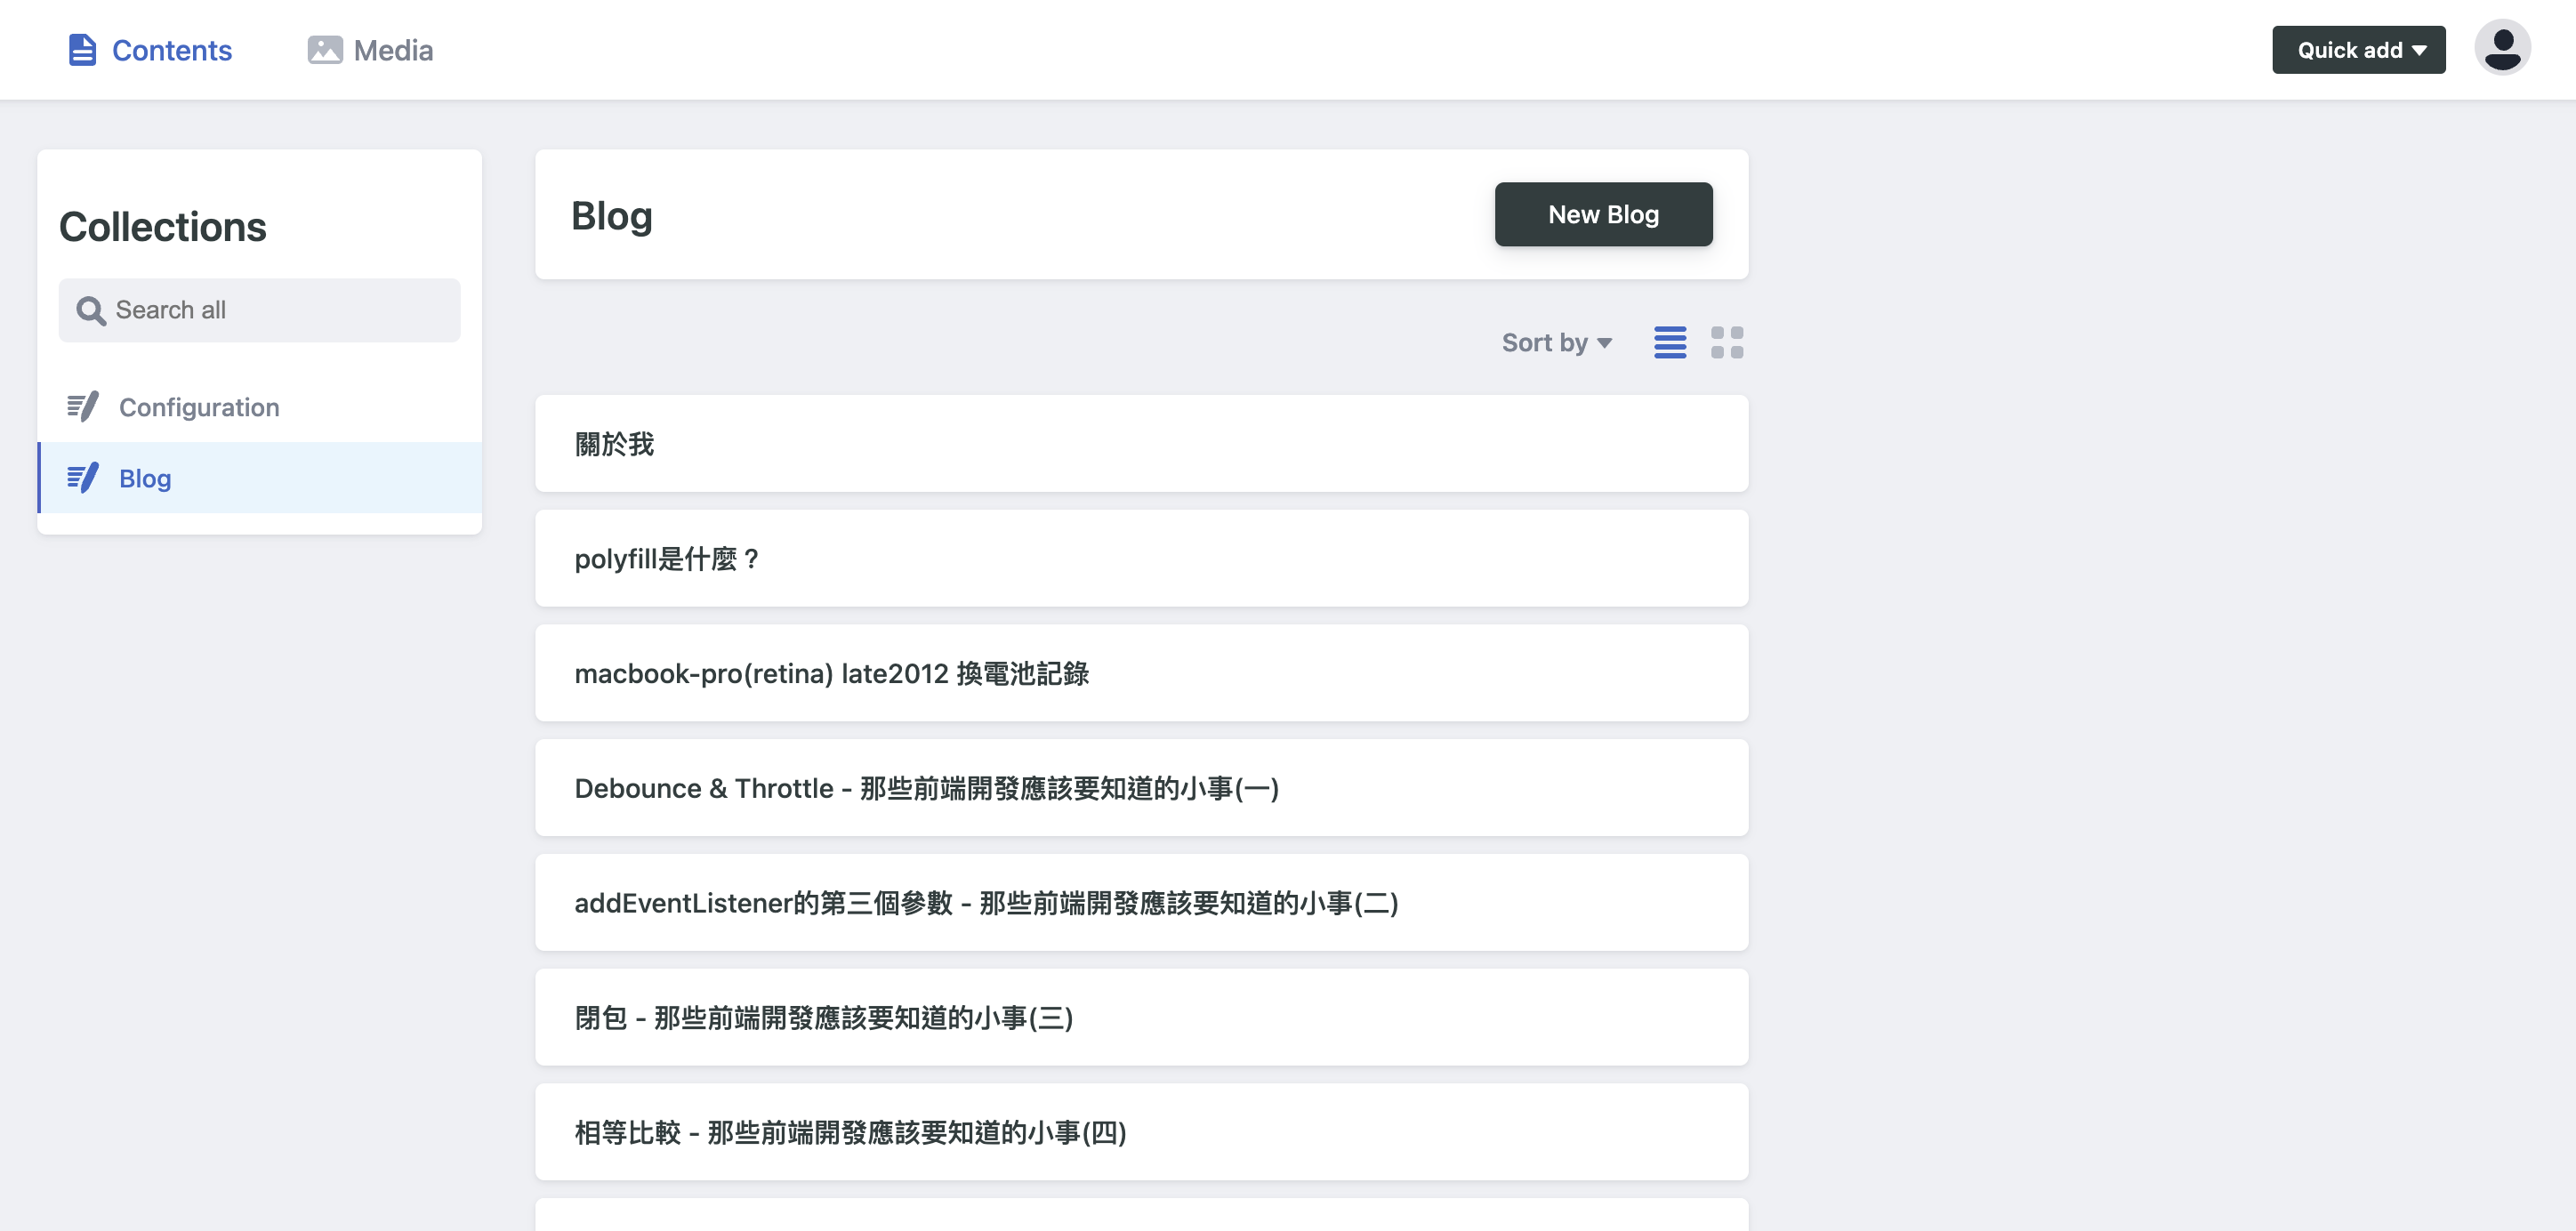 Contents
Media
Quick add
Collections
Search all
Configuration
Blog
Blog
New Blog
Sort by
關於我
polyfill是什麼？
macbook-pro(retina) late2012 換電池記錄
Debounce & Throttle - 那些前端開發應該要知道的小事(一)
addEventListener的第三個參數 - 那些前端開發應該要知道的小事(二)
閉包 - 那些前端開發應該要知道的小事(三)
相等比較 - 那些前端開發應該要知道的小事(四)